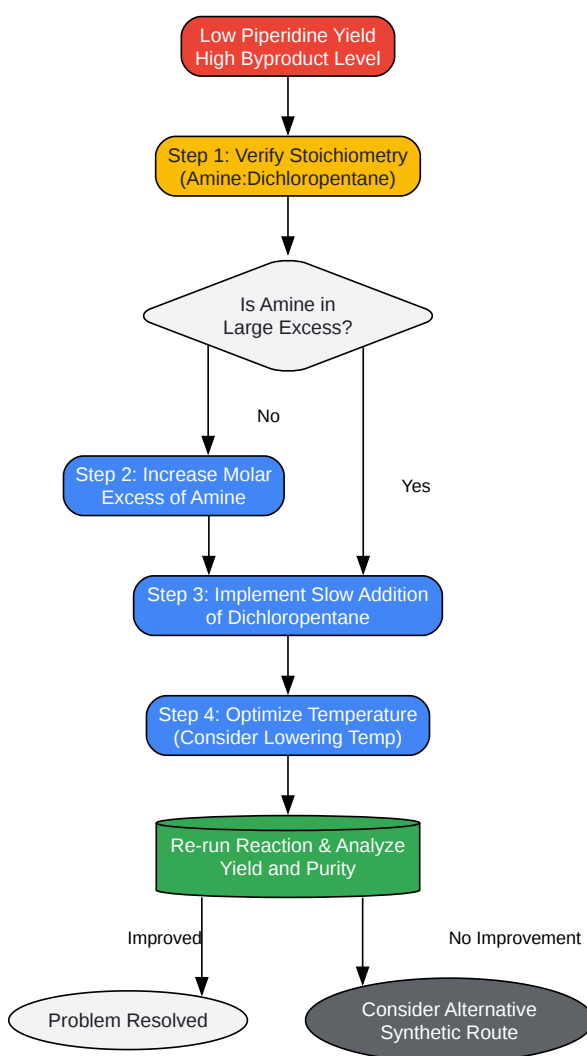 Low Piperidine Yield
High Byproduct Level
Step 1: Verify Stoichiometry
(Amine:Dichloropentane)
Is Amine in
Large Excess?
No
Step 2: Increase Molar
Excess of Amine
Yes
Step 3: Implement Slow Addition
of Dichloropentane
Step 4: Optimize Temperature
(Consider Lowering Temp)
Re-run Reaction & Analyze
Yield and Purity
Improved
No Improvement
Problem Resolved
Consider Alternative
Synthetic Route